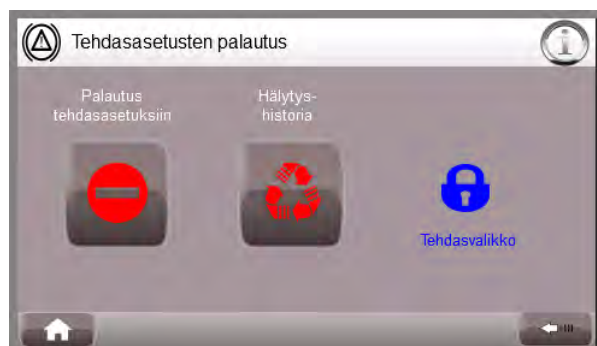 Tehdasasetusten palautus
Palautus
tehdasasetuksiin
Hälytys-
historia
Tehdasvalikko